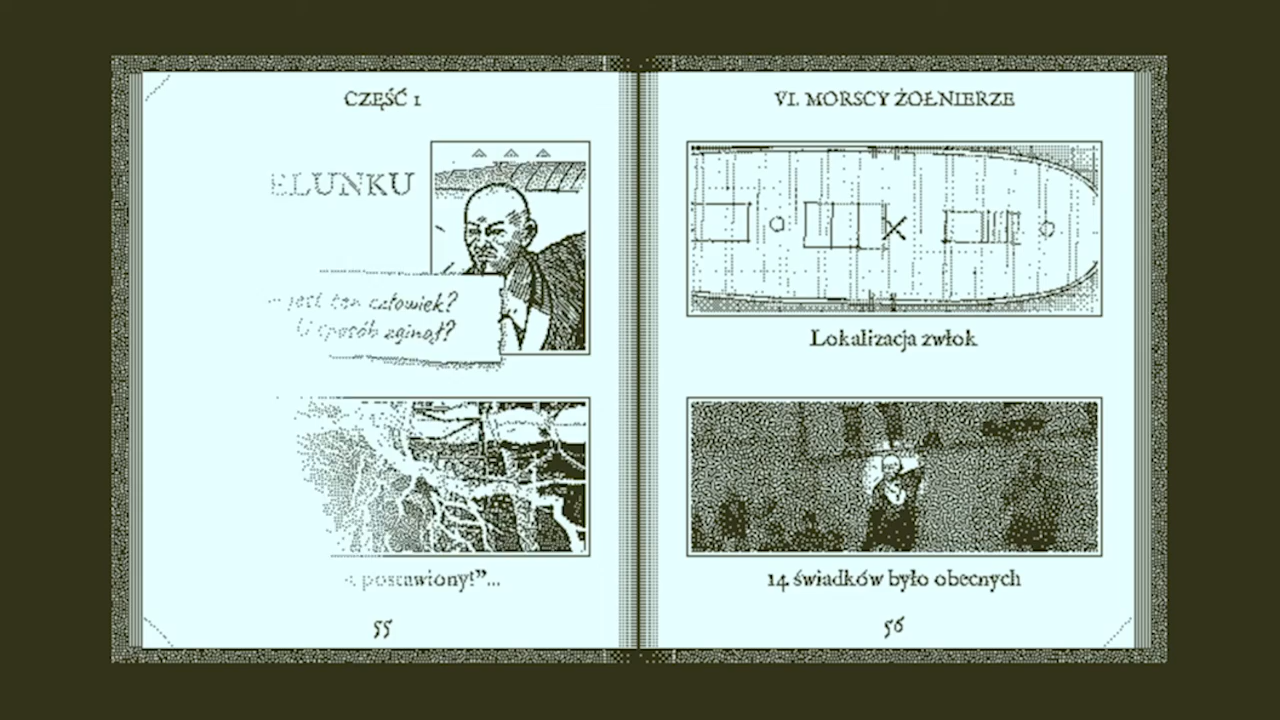 CZĘŚĆ 1
ELUNKU
jest ten człowiek?
sposób zginął?
postawiony!”...
55
VI. MORSCY ŻOŁNIERZE
Lokalizacja zwłok
14 świadków było obecnych
56